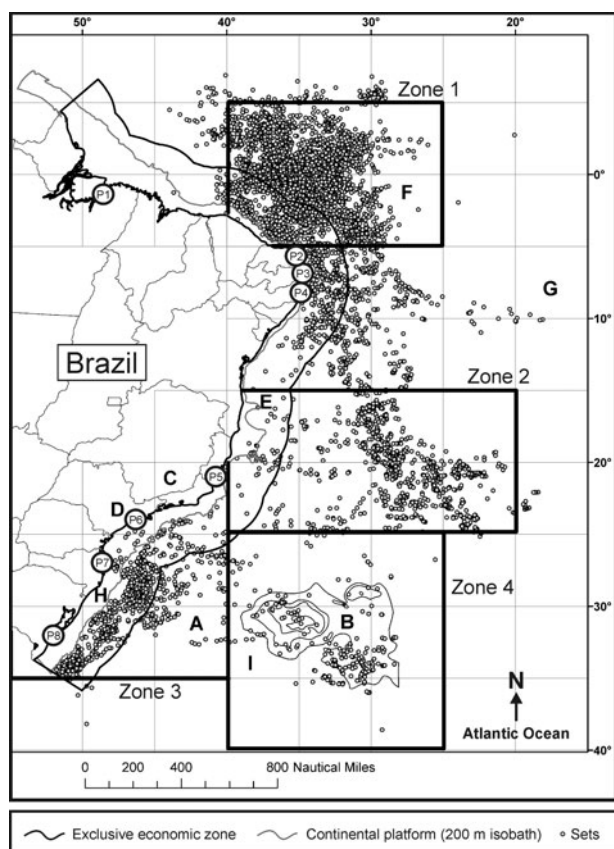 50° 40° 30° 20°
Zone 1
0°
P1
F
P2
P3
G
P4
10°
Brazil
Zone 2
E
20°
C
P5
D
P6
Zone 4
P7
H
A
B
30°
P8
I
N
Zone 3
Atlantic Ocean
40°
0 200 400 800 Nautical Miles
Exclusive economic zone Continental platform (200 m isobath) Sets